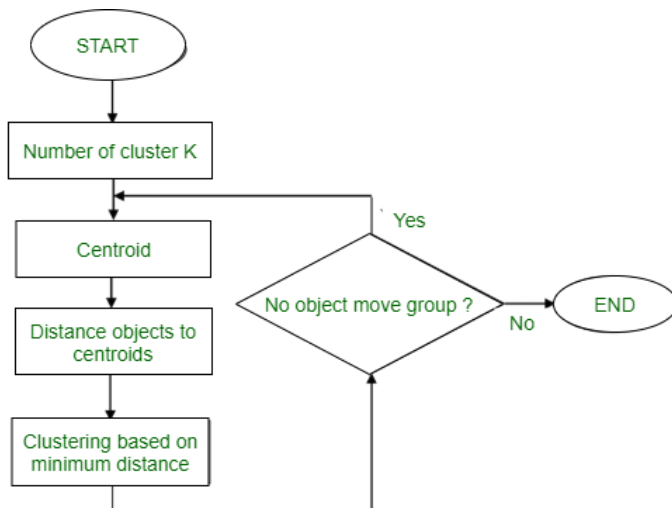 START
Number of cluster K
Centroid
Distance objects to
centroids
Clustering based on
minimum distance
No object move group ?
Yes
No
END